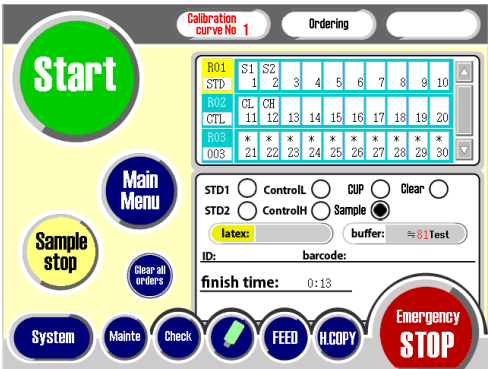 Calibration
curve No 1
Ordering
Start
R01 S1 S2
STD 1 2 3 4 5 6 7 8 9 10
R02 CL CH
CTL 11 12 13 14 15 16 17 18 19 20
R03 * * * * * * * * * *
003 21 22 23 24 25 26 27 28 29 30
Main
Menu
STD1 ControlL CUP Clear
STD2 ControlH Sample
latex: buffer: ≒81Test
Sample
stop
ID: barcode:
Clear all
orders
finish time: 0:13
Emergency
STOP
System Mainte Check FEED H.COPY